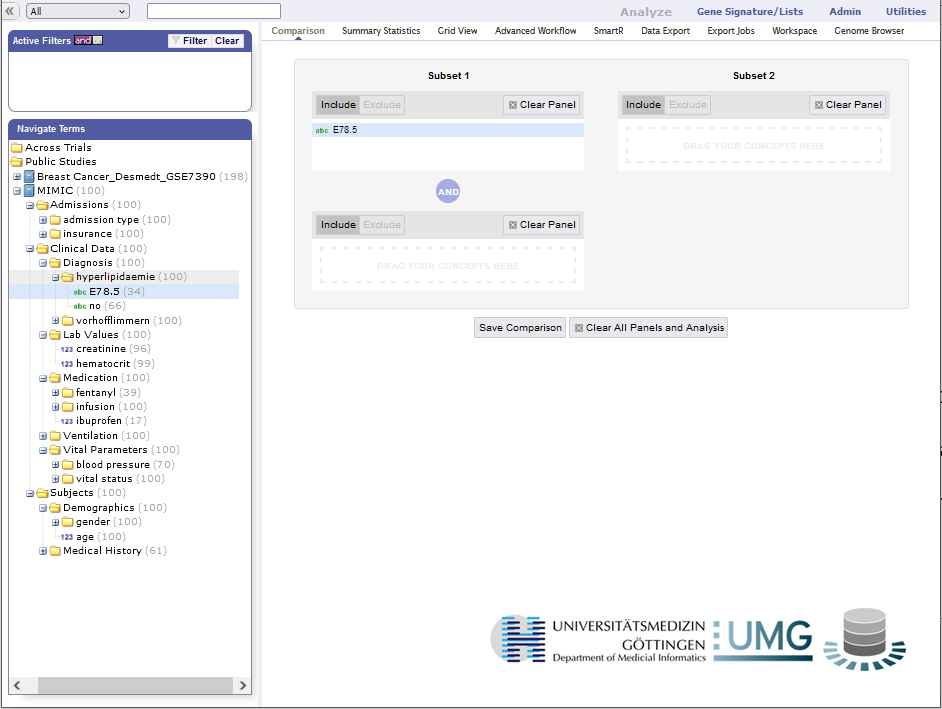 All
Analyze Gene Signature/Lists Admin Utilities
Active Filters and or Filter Clear
Comparison Summary Statistics Grid View Advanced Workflow SmartR Data Export Export Jobs Workspace Genome Browser
Navigate Terms
Across Trials
Public Studies
Breast Cancer_Desmedt_GSE7390 (198)
MIMIC (100)
Admissions (100)
admission type (100)
insurance (100)
Clinical Data (100)
Diagnosis (100)
hyperlipidaemie (100)
abc E78.5 (34)
abc no (66)
vorhofflimmern (100)
Lab Values (100)
123 creatinine (96)
123 hematocrit (99)
Medication (100)
fentanyl (39)
infusion (100)
123 ibuprofen (17)
Ventilation (100)
Vital Parameters (100)
blood pressure (70)
vital status (100)
Subjects (100)
Demographics (100)
gender (100)
123 age (100)
Medical History (61)
Subset 1
Include Exclude Clear Panel
abc E78.5
AND
Include Exclude Clear Panel
DRAG YOUR CONCEPTS HERE
Subset 2
Include Exclude Clear Panel
DRAG YOUR CONCEPTS HERE
Save Comparison Clear All Panels and Analysis
UNIVERSITÄTSMEDIZIN
GÖTTINGEN
Department of Medicial Informatics
UMG